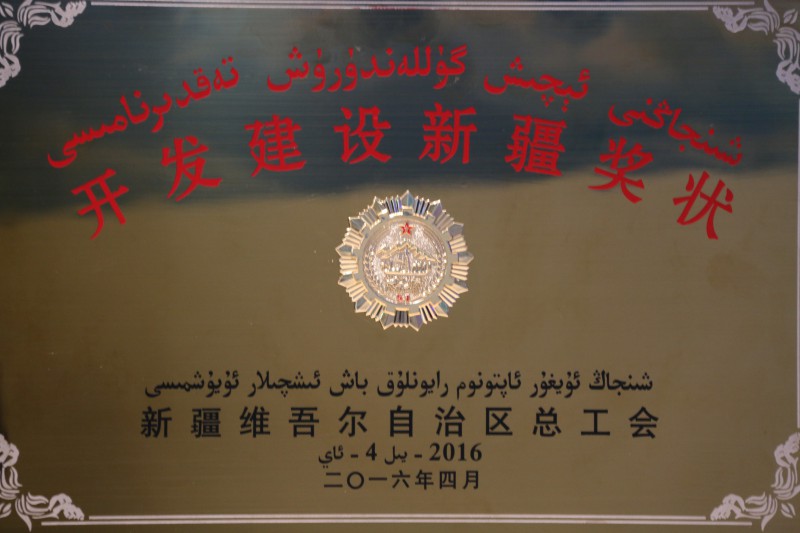 شىنجاڭنى ئېچىش گۈللەندۈرۈش تەقدىرنامىسى
开发建设新疆奖状
شىنجاڭ ئۇيغۇر ئاپتونوم رايونلۇق باش ئىشچىلار ئۇيۇشمىسى
新疆维吾尔自治区总工会
2016 - يىل 4 - ئاي
二〇一六年四月